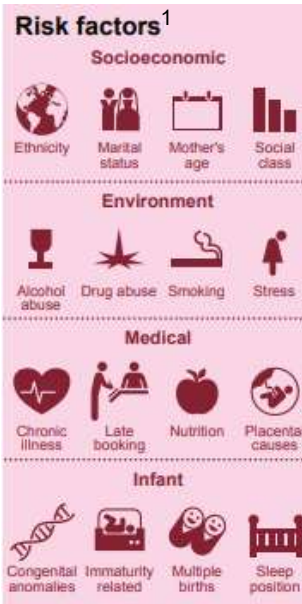 Risk factors1
Socioeconomic
Ethnicity Marital status Mother's age Social class
Environment
Alcohol abuse Drug abuse Smoking Stress
Medical
Chronic illness Late booking Nutrition Placental causes
Infant
Congenital anomalies Immaturity related Multiple births Sleep position